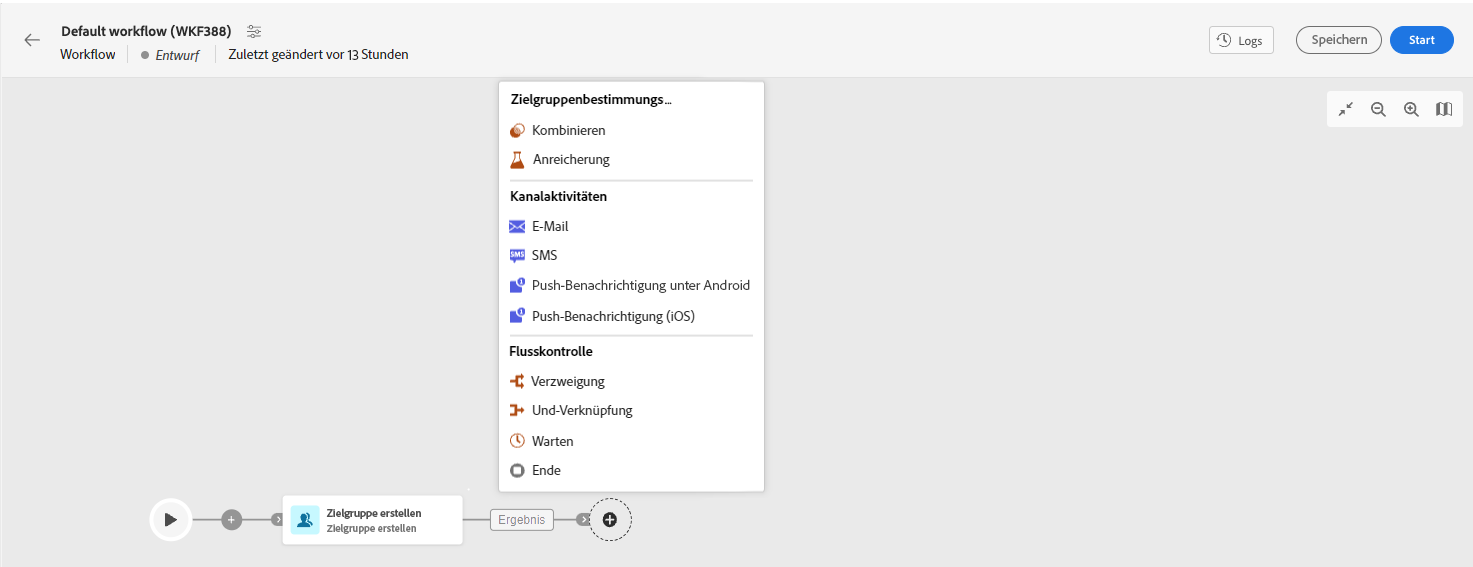 Default workflow (WKF388)
Workflow
Entwurf
Zuletzt geändert vor 13 Stunden
Logs
Speichern
Start
Zielgruppenbestimmungs...
Kombinieren
Anreicherung
Kanalaktivitäten
E-Mail
SMS
SMS
Push-Benachrichtigung unter Android
Push-Benachrichtigung (iOS)
Flusskontrolle
Verzweigung
Und-Verknüpfung
Warten
Ende
Zielgruppe erstellen
Zielgruppe erstellen
Ergebnis